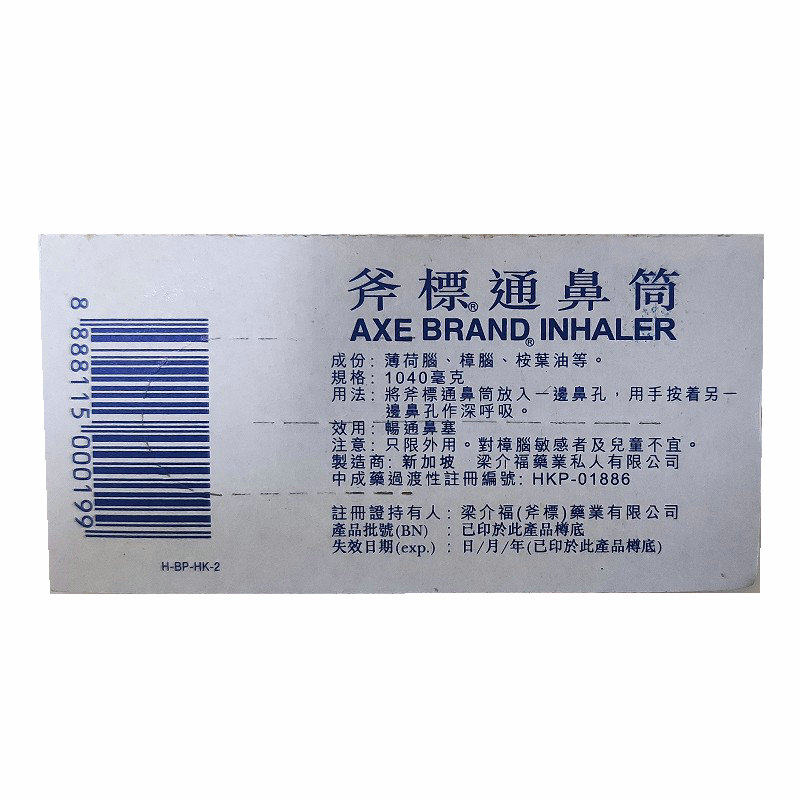 斧標®通鼻筒
AXE BRAND® INHALER
成份: 薄荷腦、樟腦、桉葉油等。
規格: 1040毫克
用法: 將斧標通鼻筒放入一邊鼻孔，用手按着另一
邊鼻孔作深呼吸。
效用: 暢通鼻塞
注意: 只限外用。對樟腦敏感者及兒童不宜。
製造商: 新加坡 梁介福藥業私人有限公司
中成藥過渡性註冊編號: HKP-01886
註冊證持有人: 梁介福(斧標)藥業有限公司
產品批號(BN) : 已印於此產品樽底
失效日期(exp.) : 日/月/年(已印於此產品樽底)
8 888115 000199
H-BP-HK-2